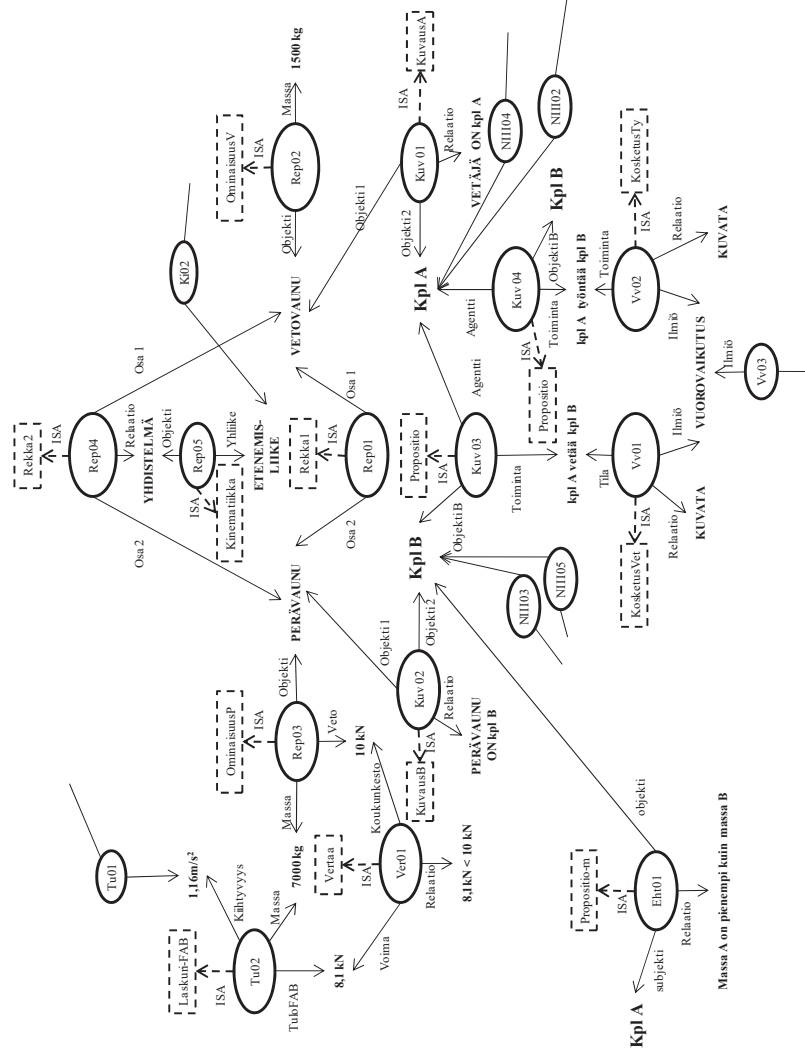 Laskuri-FAB
ISA
Tu02
Kiihtyvyys
Massa
TuloFAB
1,16m/s²
Tu01
7000 kg
8,1 kN
Voima
OminaisuusP
ISA
Rep03
Massa
Objekti
Veto
10 kN
Koukunkesto
Vertaa
ISA
Ver01
Relaatio
8,1kN < 10 kN
Rekka2
ISA
Rep04
Osa 2
Osa 1
Relaatio
YHDISTELMÄ
Objekti
Rep05
ISA
Kinematiikka
Yhliike
ETENEMIS-
LIIKE
Ki02
OminaisuusV
ISA
Rep02
Objekti
Massa
1500 kg
PERÄVAUNU
VETOVAUNU
Rekka1
ISA
Rep01
Osa 2
Osa 1
Objekti1
Kuv 02
ISA
KuvausB
Objekti2
Relaatio
PERÄVAUNU
ON kpl B
Objekti1
Kuv 01
ISA
KuvausA
Objekti2
Relaatio
VETÄJÄ ON kpl A
NIII04
NIII02
Kpl B
Kpl A
Propositio
ISA
Kuv 03
ObjektiB
Agentti
Toiminta
NIII03
NIII05
Agentti
Kuv 04
ISA
Propositio
Toiminta
ObjektiB
Kpl B
kpl A vetää kpl B
kpl A työntää kpl B
Tila
Vv01
ISA
KosketusVet
Relaatio
KUVATA
Ilmiö
VUOROVAIKUTUS
Toiminta
Vv02
ISA
KosketusTy
Ilmiö
Relaatio
KUVATA
Ilmiö
Vv03
Propositio-m
ISA
Eht01
objekti
subjekti
Relaatio
Kpl A
Massa A on pienempi kuin massa B